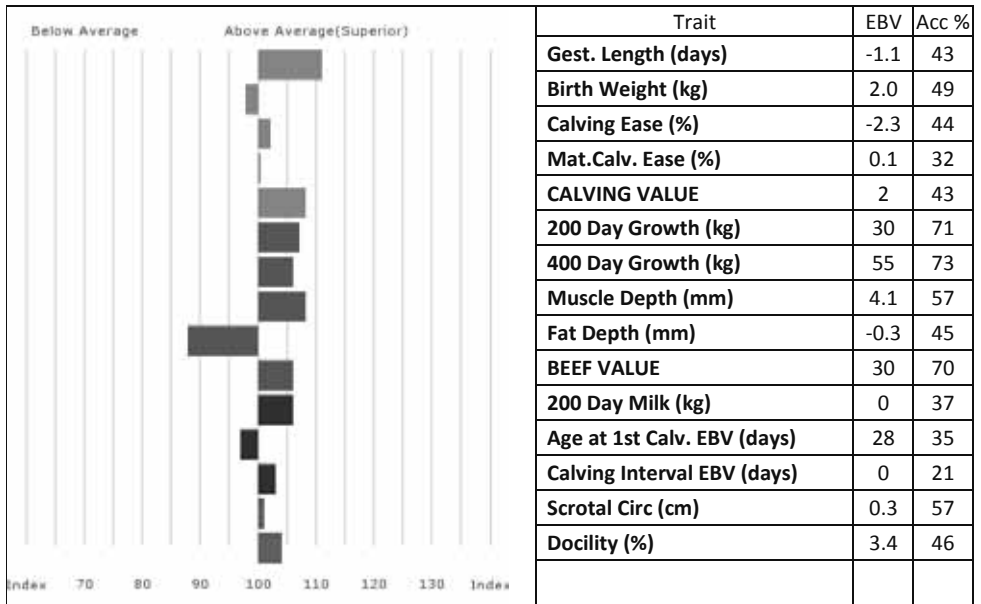 Below Average Above Average(Superior)
Trait EBV Acc %
Gest. Length (days) -1.1 43
Birth Weight (kg) 2.0 49
Calving Ease (%) -2.3 44
Mat.Calv. Ease (%) 0.1 32
CALVING VALUE 2 43
200 Day Growth (kg) 30 71
400 Day Growth (kg) 55 73
Muscle Depth (mm) 4.1 57
Fat Depth (mm) -0.3 45
BEEF VALUE 30 70
200 Day Milk (kg) 0 37
Age at 1st Calv. EBV (days) 28 35
Calving Interval EBV (days) 0 21
Scrotal Circ (cm) 0.3 57
Docility (%) 3.4 46
Index 70 80 90 100 110 120 130 Index